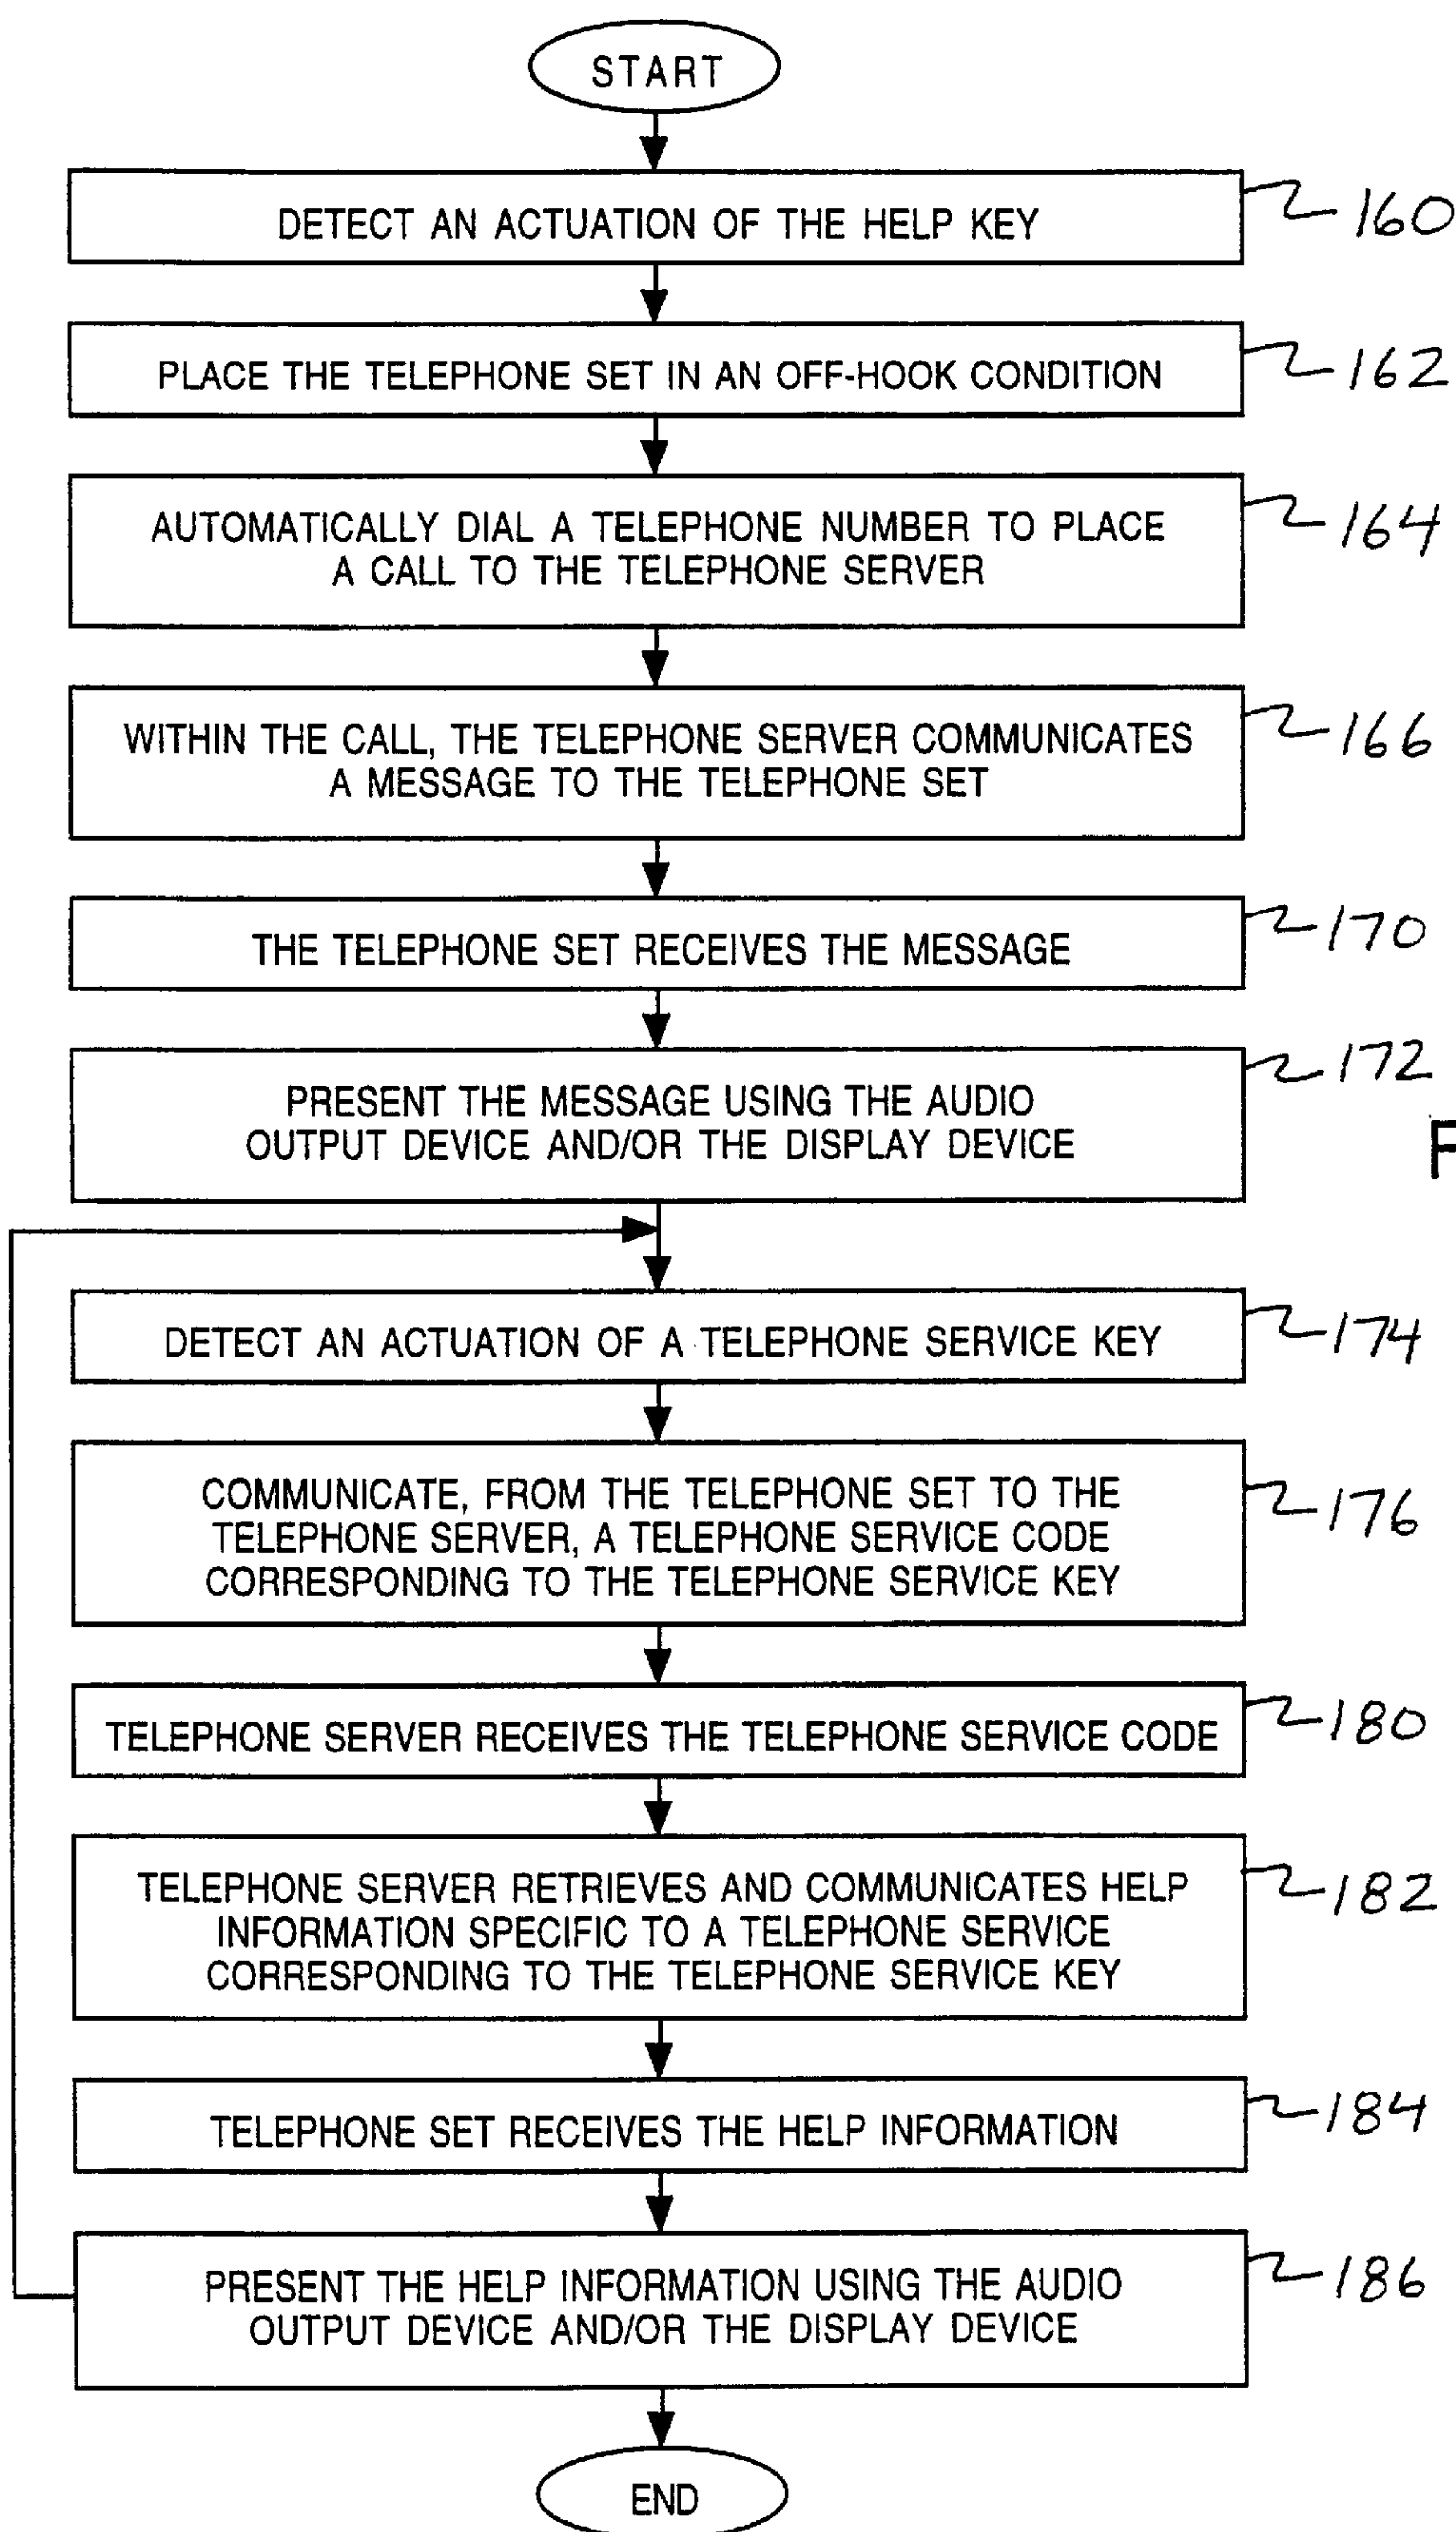 START
DETECT AN ACTUATION OF THE HELP KEY
160
PLACE THE TELEPHONE SET IN AN OFF-HOOK CONDITION
162
AUTOMATICALLY DIAL A TELEPHONE NUMBER TO PLACE
A CALL TO THE TELEPHONE SERVER
164
WITHIN THE CALL, THE TELEPHONE SERVER COMMUNICATES
A MESSAGE TO THE TELEPHONE SET
166
THE TELEPHONE SET RECEIVES THE MESSAGE
170
PRESENT THE MESSAGE USING THE AUDIO
OUTPUT DEVICE AND/OR THE DISPLAY DEVICE
172
F
DETECT AN ACTUATION OF A TELEPHONE SERVICE KEY
174
COMMUNICATE, FROM THE TELEPHONE SET TO THE
TELEPHONE SERVER, A TELEPHONE SERVICE CODE
CORRESPONDING TO THE TELEPHONE SERVICE KEY
176
TELEPHONE SERVER RECEIVES THE TELEPHONE SERVICE CODE
180
TELEPHONE SERVER RETRIEVES AND COMMUNICATES HELP
INFORMATION SPECIFIC TO A TELEPHONE SERVICE
CORRESPONDING TO THE TELEPHONE SERVICE KEY
182
TELEPHONE SET RECEIVES THE HELP INFORMATION
184
PRESENT THE HELP INFORMATION USING THE AUDIO
OUTPUT DEVICE AND/OR THE DISPLAY DEVICE
186
END